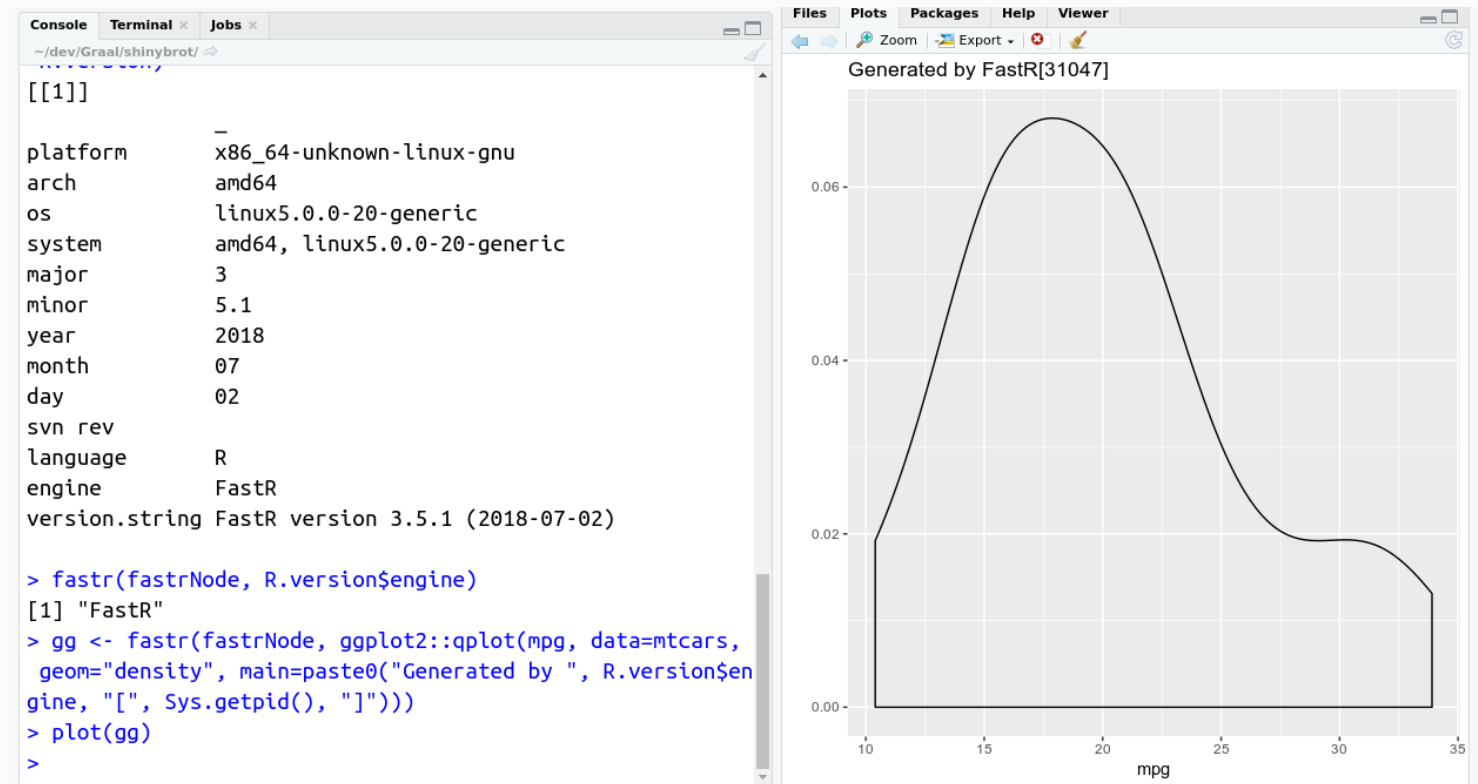 Console Terminal × Jobs ×
~/dev/Graal/shinybrot/
R.version)
[[1]]
_
platform x86_64-unknown-linux-gnu
arch amd64
os linux5.0.0-20-generic
system amd64, linux5.0.0-20-generic
major 3
minor 5.1
year 2018
month 07
day 02
svn rev
language R
engine FastR
version.string FastR version 3.5.1 (2018-07-02)
> fastr(fastrNode, R.version$engine)
[1] "FastR"
> gg <- fastr(fastrNode, ggplot2::qplot(mpg, data=mtcars,
geom="density", main=paste0("Generated by ", R.version$en
gine, "[", Sys.getpid(), "]")))
> plot(gg)
>
Files Plots Packages Help Viewer
Zoom Export
Generated by FastR[31047]
0.06
0.04
0.02
0.00
10 15 20 25 30 35
mpg